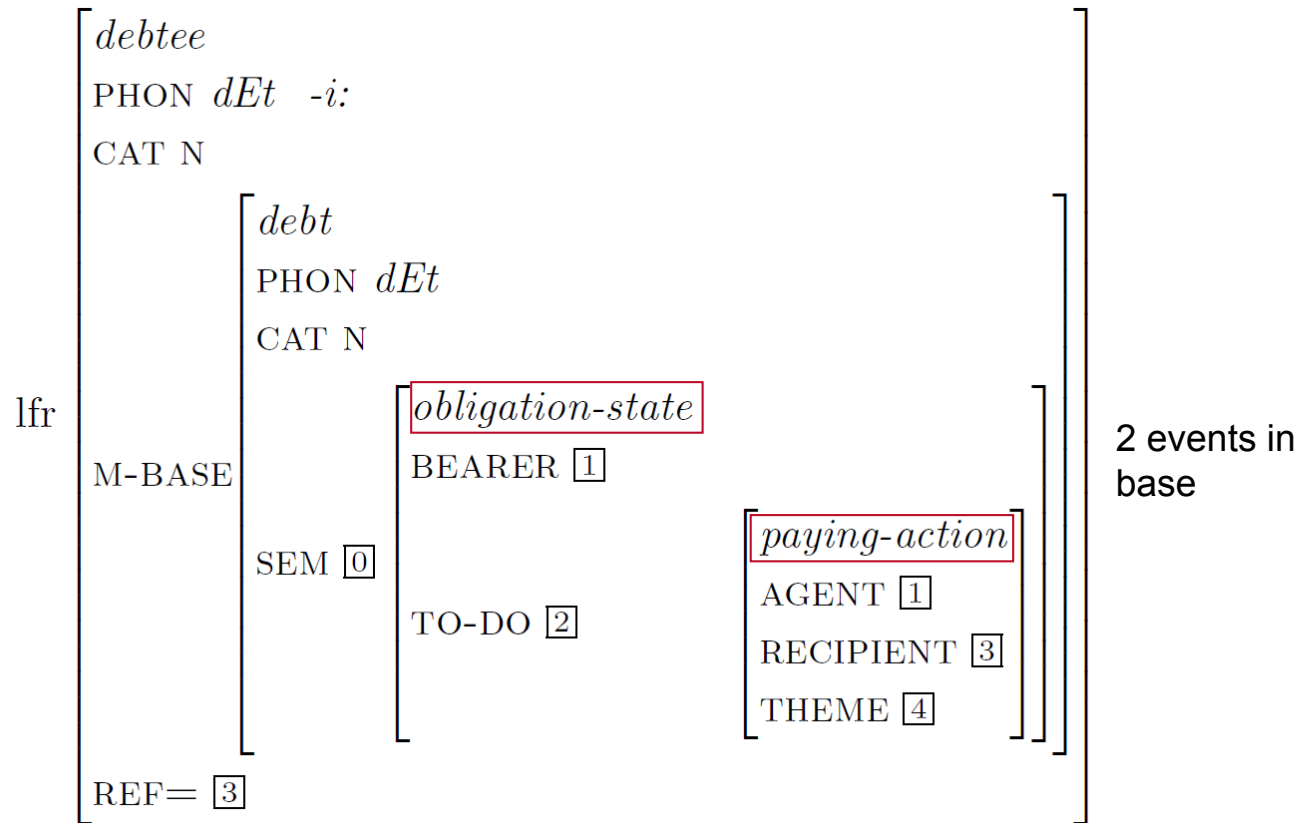 debtee
PHON dEt -i:
CAT N
debt
PHON dEt
CAT N
lfr
M-BASE
SEM 0
obligation-state
BEARER 1
TO-DO 2
paying-action
AGENT 1
RECIPIENT 3
THEME 4
REF= 3
2 events in
base